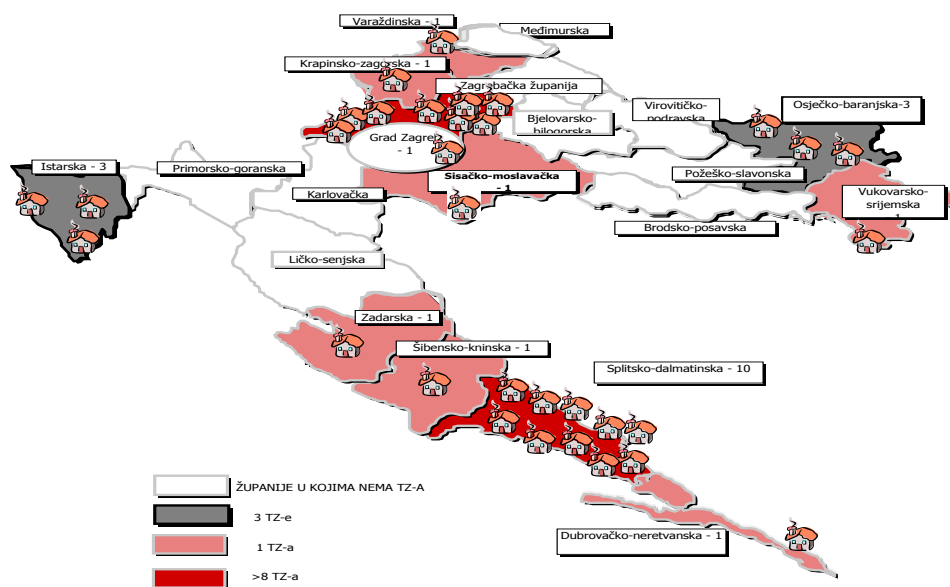 Varaždinska - 1
Međimurska
Krapinsko-zagorska - 1
Zagrebačka županija
Virovitičko-
podravska
Osječko-baranjska-3
Bjelovarsko-
bilogorska
Grad Zagreb
- 1
Istarska - 3
Primorsko-goranska
Sisačko-moslavačka
- 1
Požeško-slavonska
Karlovačka
Vukovarsko-
srijemska
1
Brodsko-posavska
Ličko-senjska
Zadarska - 1
Šibensko-kninska - 1
Splitsko-dalmatinska - 10
ŽUPANIJE U KOJIMA NEMA TZ-A
3 TZ-e
1 TZ-a
>8 TZ-a
Dubrovačko-neretvanska - 1